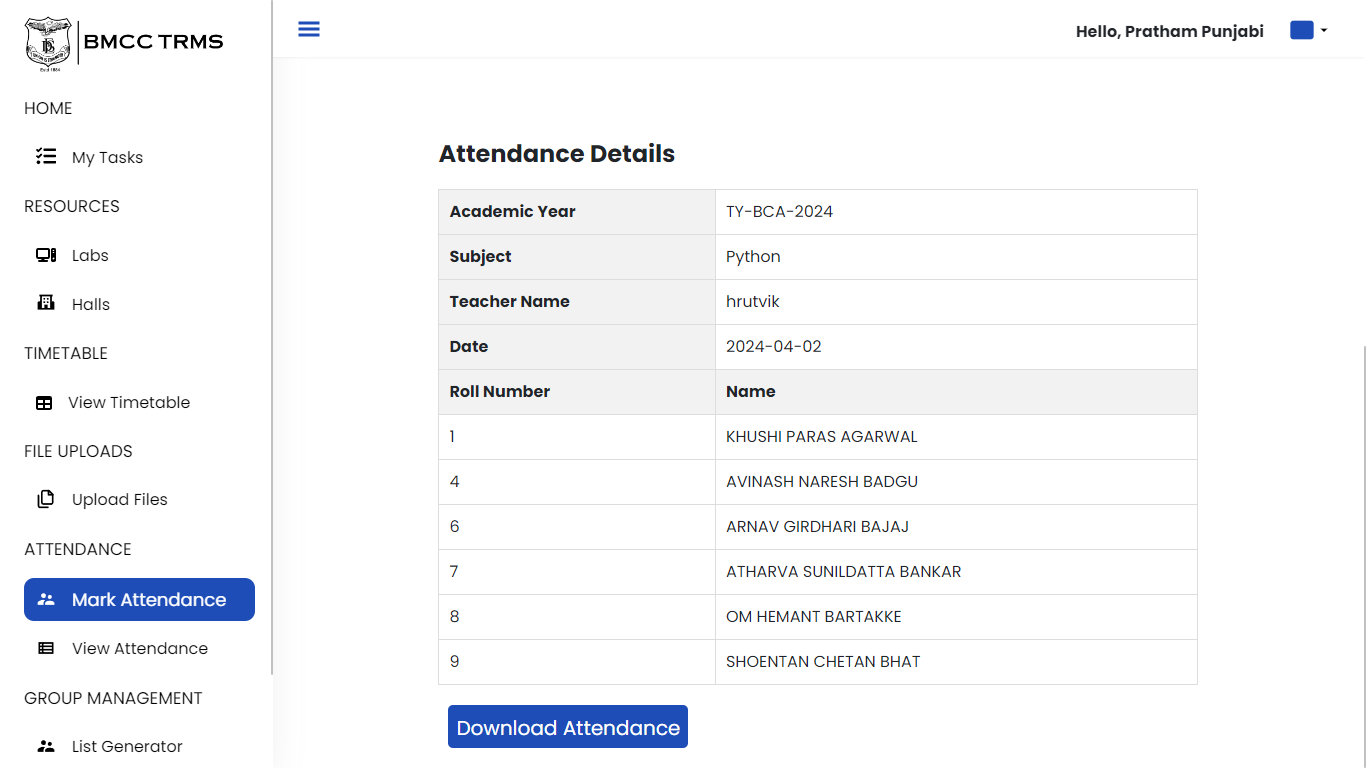 BMCC TRMS
Estd 1884
HOME
My Tasks
RESOURCES
Labs
Halls
TIMETABLE
View Timetable
FILE UPLOADS
Upload Files
ATTENDANCE
Mark Attendance
View Attendance
GROUP MANAGEMENT
List Generator
Hello, Pratham Punjabi
Attendance Details
Academic Year TY-BCA-2024
Subject Python
Teacher Name hrutvik
Date 2024-04-02
Roll Number Name
1 KHUSHI PARAS AGARWAL
4 AVINASH NARESH BADGU
6 ARNAV GIRDHARI BAJAJ
7 ATHARVA SUNILDATTA BANKAR
8 OM HEMANT BARTAKKE
9 SHOENTAN CHETAN BHAT
Download Attendance